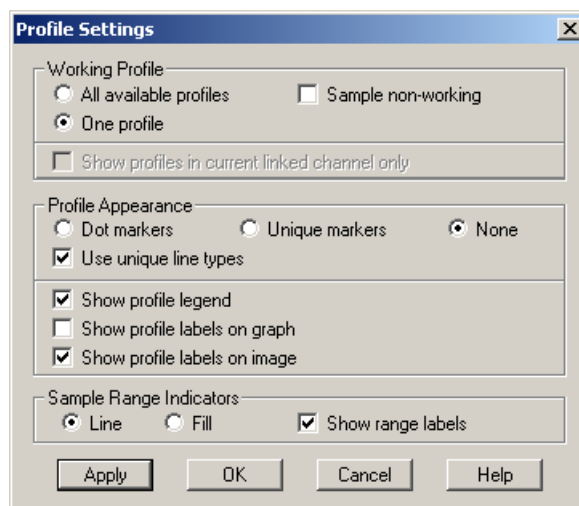 Profile Settings
Working Profile
All available profiles Sample non-working
One profile
Show profiles in current linked channel only
Profile Appearance
Dot markers Unique markers None
Use unique line types
Show profile legend
Show profile labels on graph
Show profile labels on image
Sample Range Indicators
Line Fill Show range labels
Apply OK Cancel Help